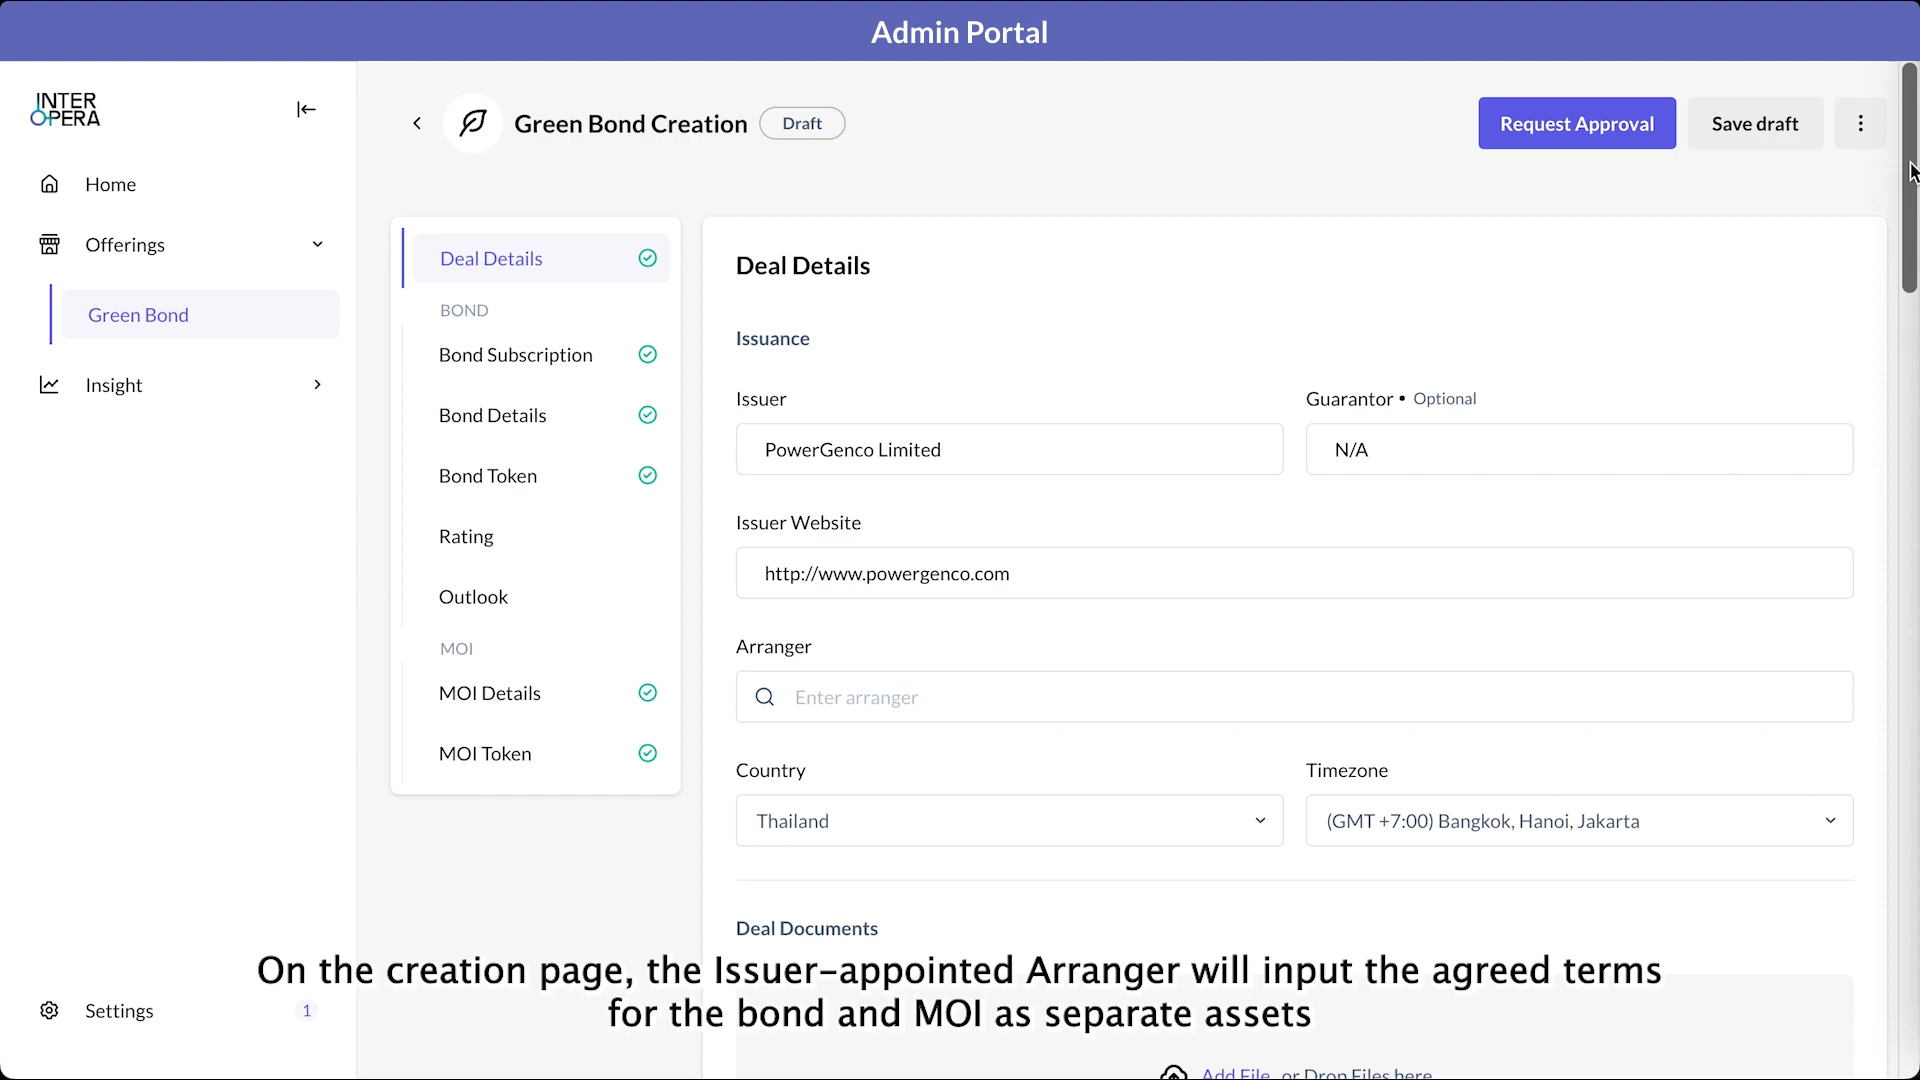 Admin Portal
INTER
OPERA
Home
Offerings
Green Bond
Insight
Settings 1
Green Bond Creation Draft
Request Approval Save draft
Deal Details
BOND
Bond Subscription
Bond Details
Bond Token
Rating
Outlook
MOI
MOI Details
MOI Token
Deal Details
Issuance
Issuer
PowerGenco Limited
Guarantor • Optional
N/A
Issuer Website
http://www.powergenco.com
Arranger
Enter arranger
Country
Thailand
Timezone
(GMT +7:00) Bangkok, Hanoi, Jakarta
Deal Documents
On the creation page, the Issuer-appointed Arranger will input the agreed terms
for the bond and MOI as separate assets
Add File or Drop Files here